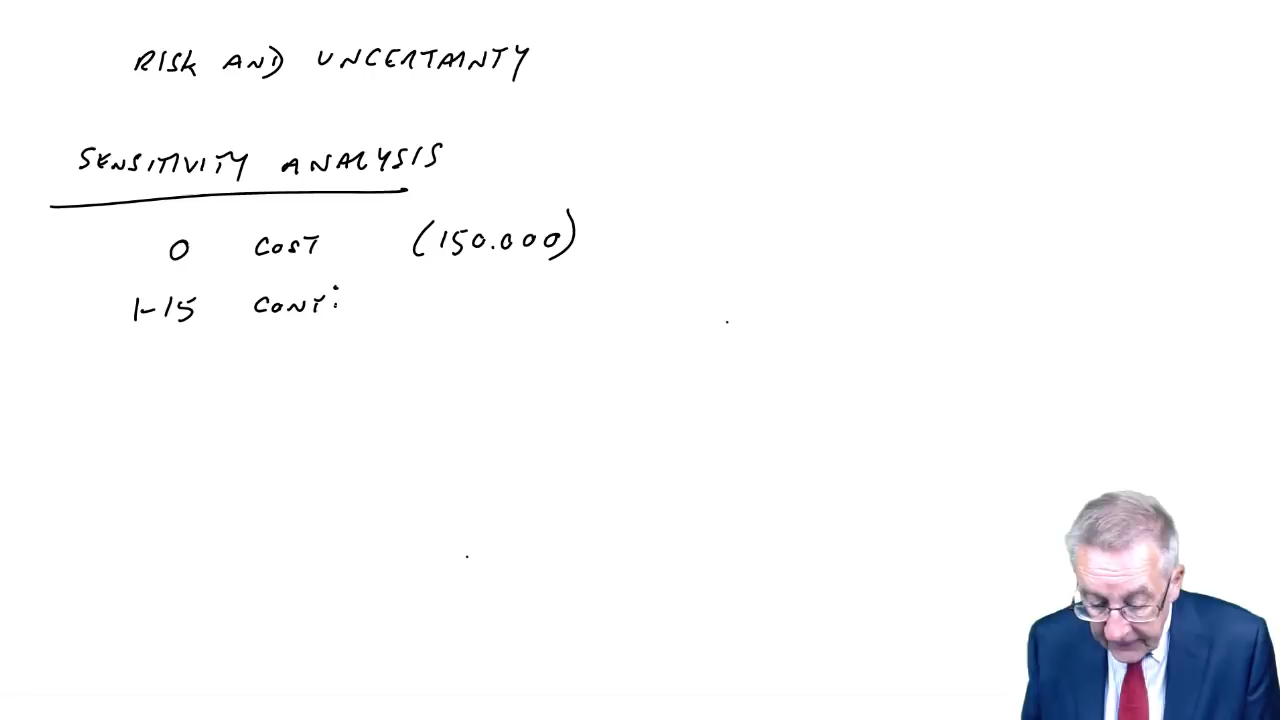 RISK AND UNCERTAINTY
SENSITIVITY ANALYSIS
0 COST (150.000)
1-15 CONT: